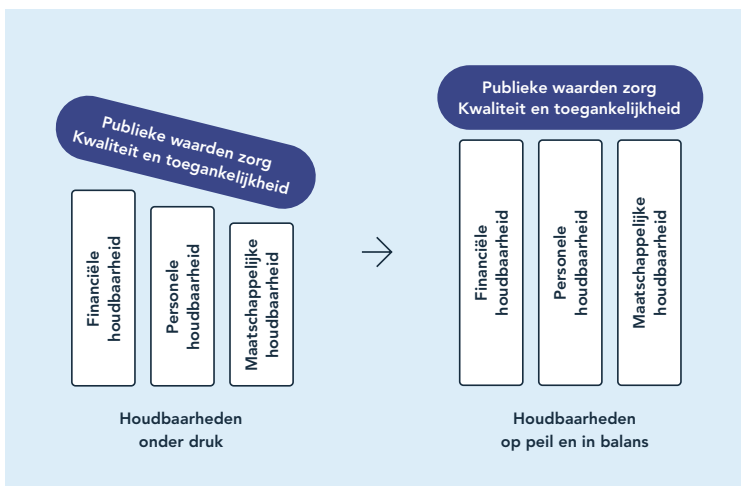 Publieke waarden zorg
Kwaliteit en toegankelijkheid
Financiële
houdbaarheid
Personele
houdbaarheid
Maatschappelijke
houdbaarheid
Houdbaarheden
onder druk
Publieke waarden zorg
Kwaliteit en toegankelijkheid
Financiële
houdbaarheid
Personele
houdbaarheid
Maatschappelijke
houdbaarheid
Houdbaarheden
op peil en in balans